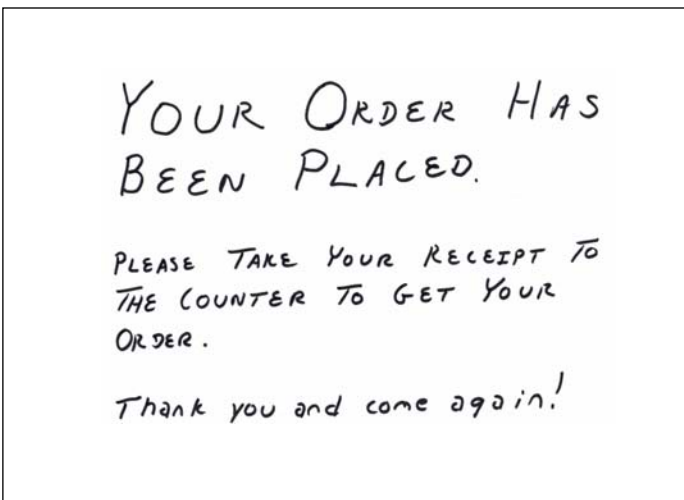 Your Order Has
Been Placed.
Please Take Your Receipt To
The Counter To Get Your
Order.
Thank you and come again!